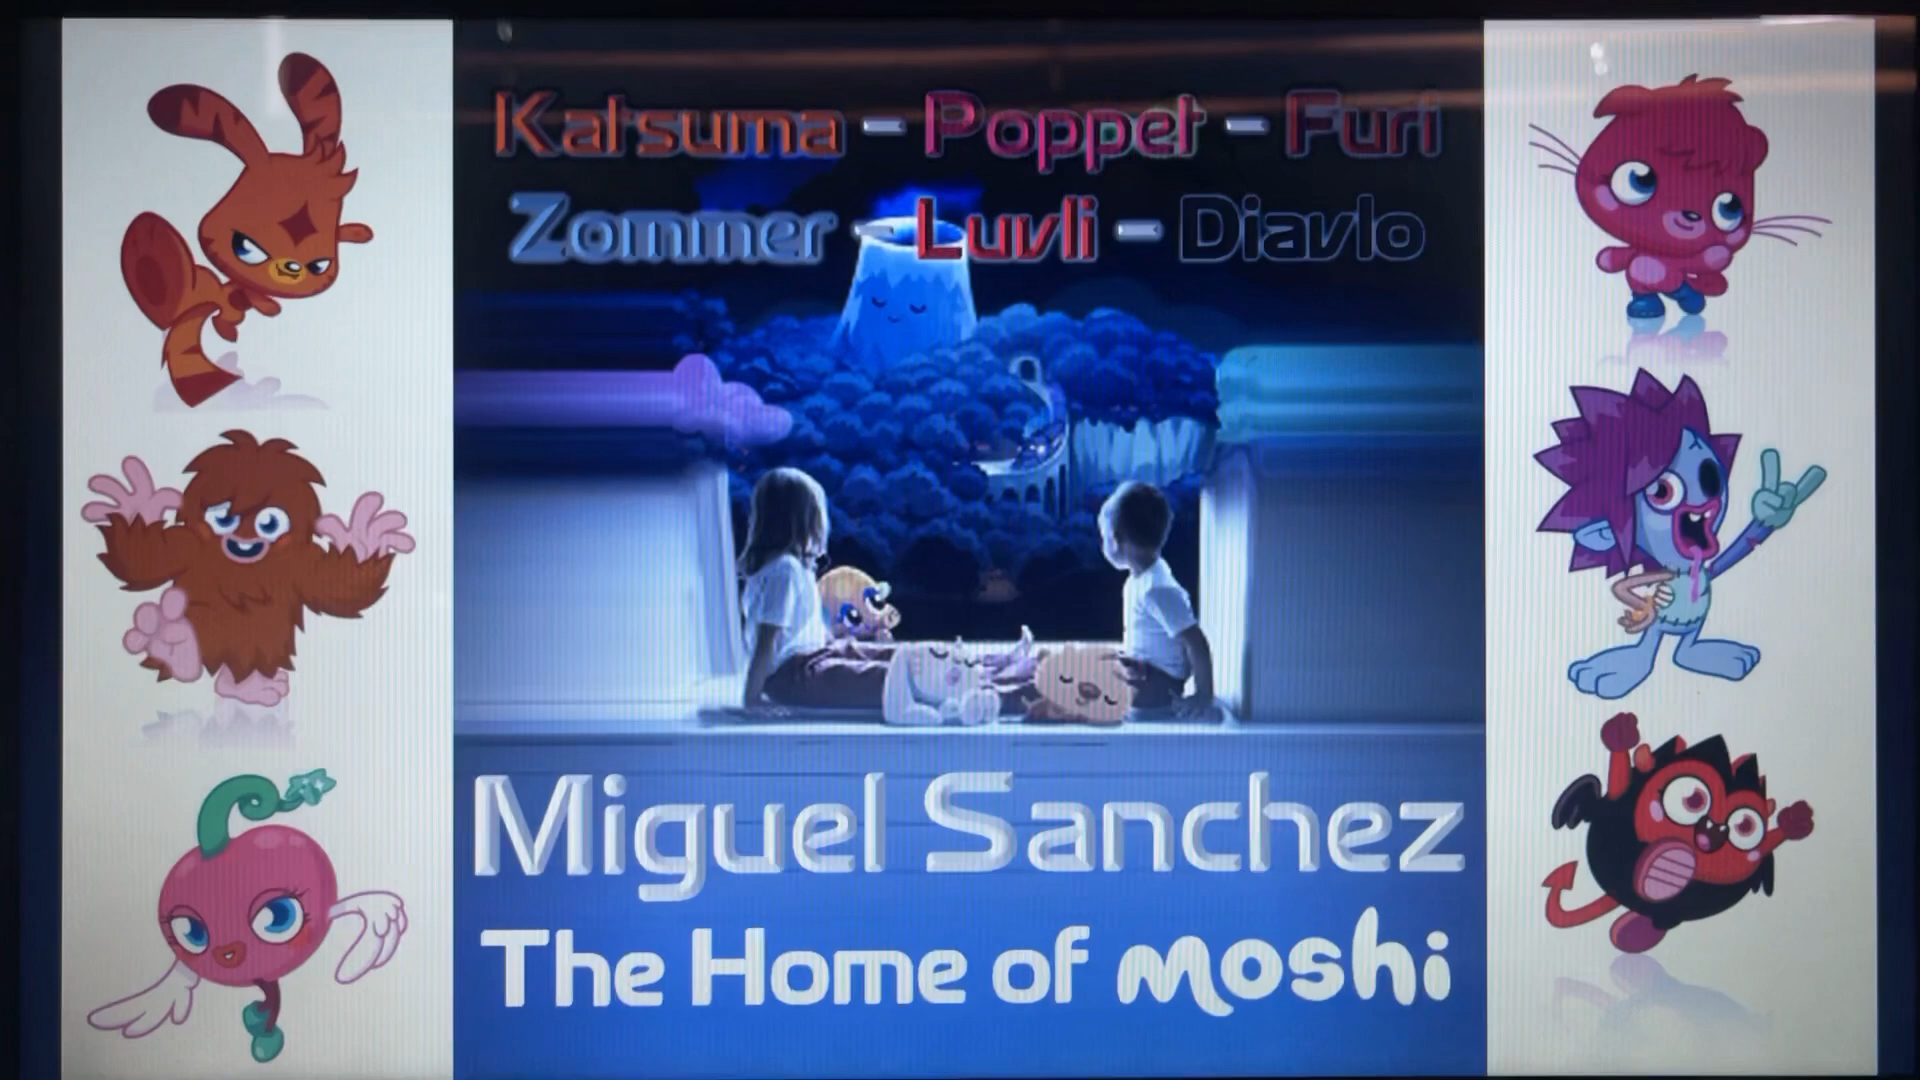 Katsuma - Poppet - Furi
Zommer - Luvli - Diavlo
Miguel Sanchez
The Home of moshi